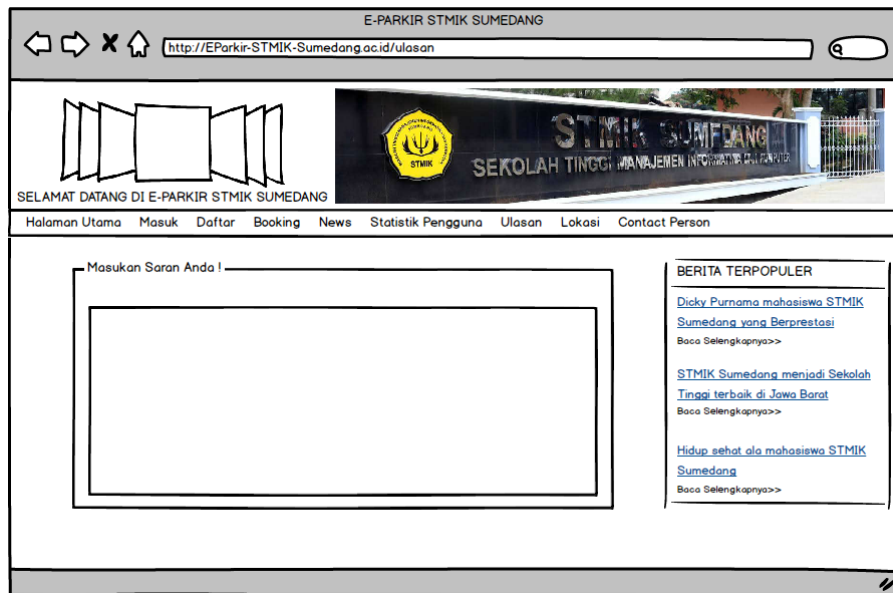 E-PARKIR STMIK SUMEDANG
http://EParkir-STMIK-Sumedang.ac.id/ulasan
STMIK
STMIK SUMEDANG
SEKOLAH TINGGI MANAJEMEN INFORMATIKA DAN KOMPUTER
SELAMAT DATANG DI E-PARKIR STMIK SUMEDANG
Halaman Utama Masuk Daftar Booking News Statistik Pengguna Ulasan Lokasi Contact Person
Masukan Saran Anda !
BERITA TERPOPULER
Dicky Purnama mahasiswa STMIK
Sumedang yang Berprestasi
Baca Selengkapnya>>
STMIK Sumedang menjadi Sekolah
Tinggi terbaik di Jawa Barat
Baca Selengkapnya>>
Hidup sehat ala mahasiswa STMIK
Sumedang
Baca Selengkapnya>>